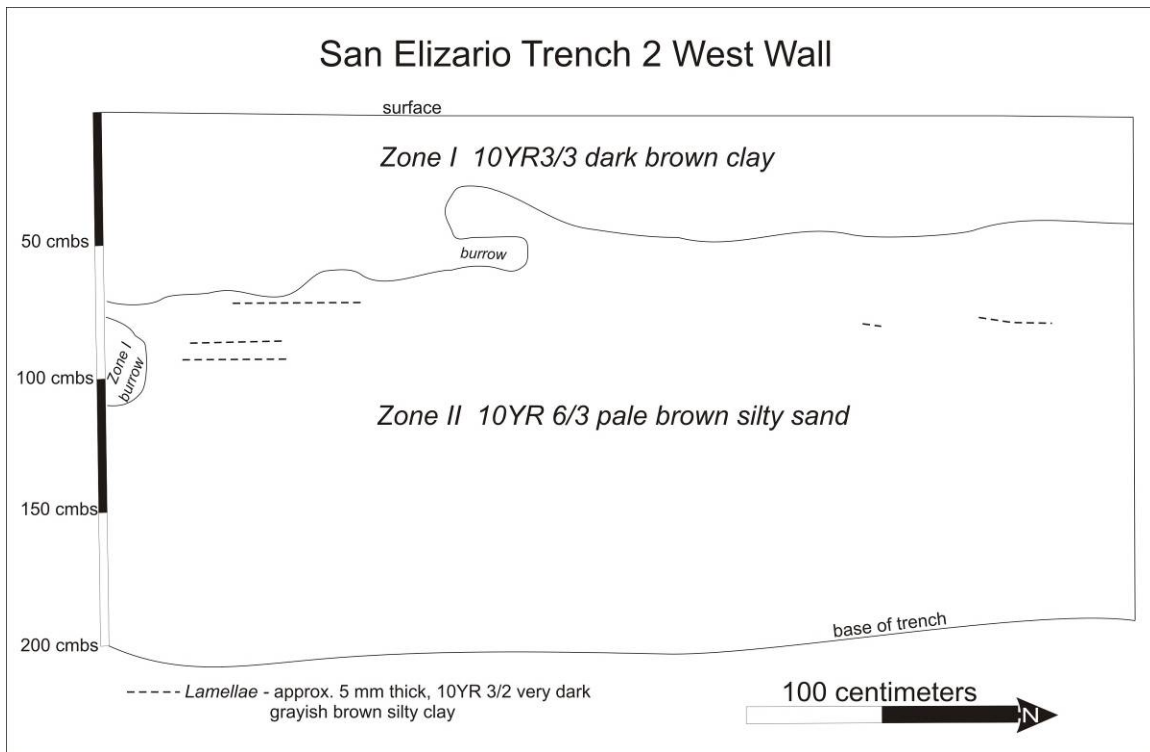 San Elizario Trench 2 West Wall
surface
Zone I 10YR3/3 dark brown clay
50 cmbs
burrow
Zone I
burrow
100 cmbs
Zone II 10YR 6/3 pale brown silty sand
150 cmbs
base of trench
200 cmbs
Lamellae - approx. 5 mm thick, 10YR 3/2 very dark
grayish brown silty clay
100 centimeters
N